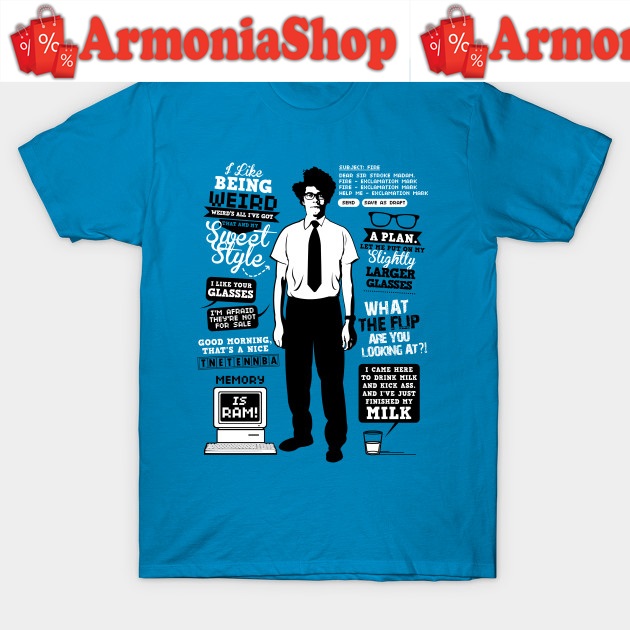 ArmoniaShop
Armon
I Like
BEING
WEIRD
WEIRD'S ALL I'VE GOT
THAT AND MY
Sweet
Style
I LIKE YOUR
GLASSES
I'M AFRAID
THEY'RE NOT
FOR SALE
GOOD MORNING,
THAT'S A NICE
TNETENNBA
MEMORY
IS
RAM!
SUBJECT: FIRE
DEAR SIR STROKE MADAM,
FIRE - EXCLAMATION MARK
FIRE - EXCLAMATION MARK
HELP ME - EXCLAMATION MARK
SEND SAVE AS DRAFT
A PLAN.
LET ME PUT ON MY
Slightly
LARGER
GLASSES
WHAT
THE FLIP
ARE YOU
LOOKING AT?!
I CAME HERE
TO DRINK MILK
AND KICK ASS.
AND I'VE JUST
FINISHED MY
MILK